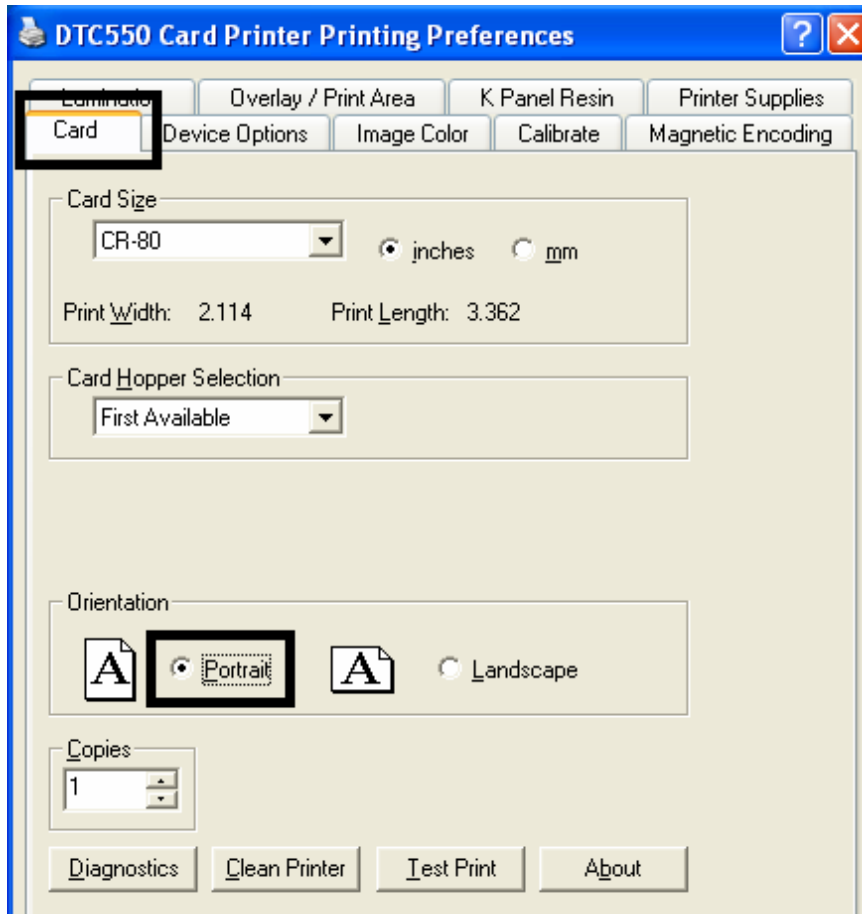 DTC550 Card Printer Printing Preferences
Overlay / Print Area K Panel Resin Printer Supplies
Card Device Options Image Color Calibrate Magnetic Encoding
Card Size
CR-80 inches mm
Print Width: 2.114 Print Length: 3.362
Card Hopper Selection
First Available
Orientation
A Portrait A Landscape
Copies
1
Diagnostics Clean Printer Test Print About